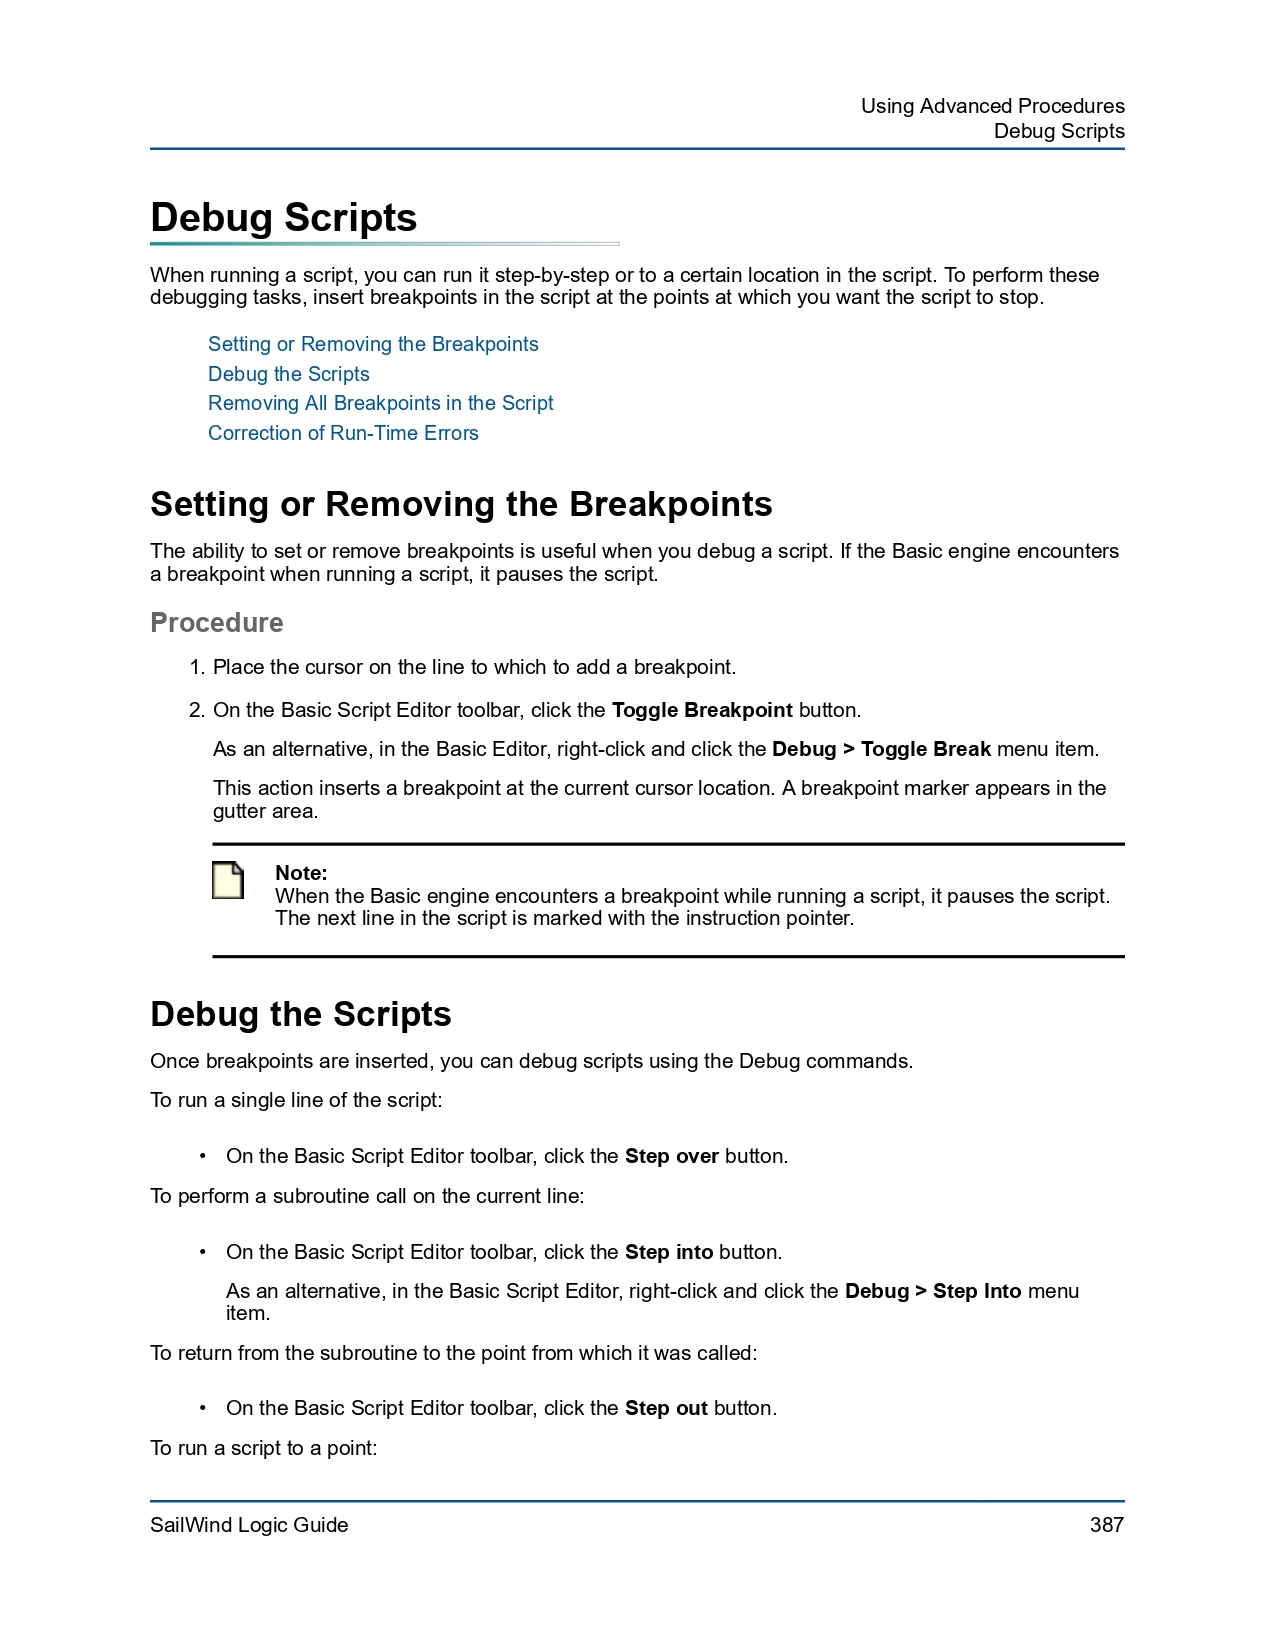 Using Advanced Procedures
Debug Scripts
Debug Scripts
When running a script, you can run it step-by-step or to a certain location in the script. To perform these
debugging tasks, insert breakpoints in the script at the points at which you want the script to stop.
Setting or Removing the Breakpoints
Debug the Scripts
Removing All Breakpoints in the Script
Correction of Run-Time Errors
Setting or Removing the Breakpoints
The ability to set or remove breakpoints is useful when you debug a script. If the Basic engine encounters
a breakpoint when running a script, it pauses the script.
Procedure
1. Place the cursor on the line to which to add a breakpoint.
2. On the Basic Script Editor toolbar, click the Toggle Breakpoint button.
As an alternative, in the Basic Editor, right-click and click the Debug > Toggle Break menu item.
This action inserts a breakpoint at the current cursor location. A breakpoint marker appears in the
gutter area.
Note:
When the Basic engine encounters a breakpoint while running a script, it pauses the script.
The next line in the script is marked with the instruction pointer.
Debug the Scripts
Once breakpoints are inserted, you can debug scripts using the Debug commands.
To run a single line of the script:
• On the Basic Script Editor toolbar, click the Step over button.
To perform a subroutine call on the current line:
• On the Basic Script Editor toolbar, click the Step into button.
As an alternative, in the Basic Script Editor, right-click and click the Debug > Step Into menu
item.
To return from the subroutine to the point from which it was called:
• On the Basic Script Editor toolbar, click the Step out button.
To run a script to a point:
SailWind Logic Guide 387